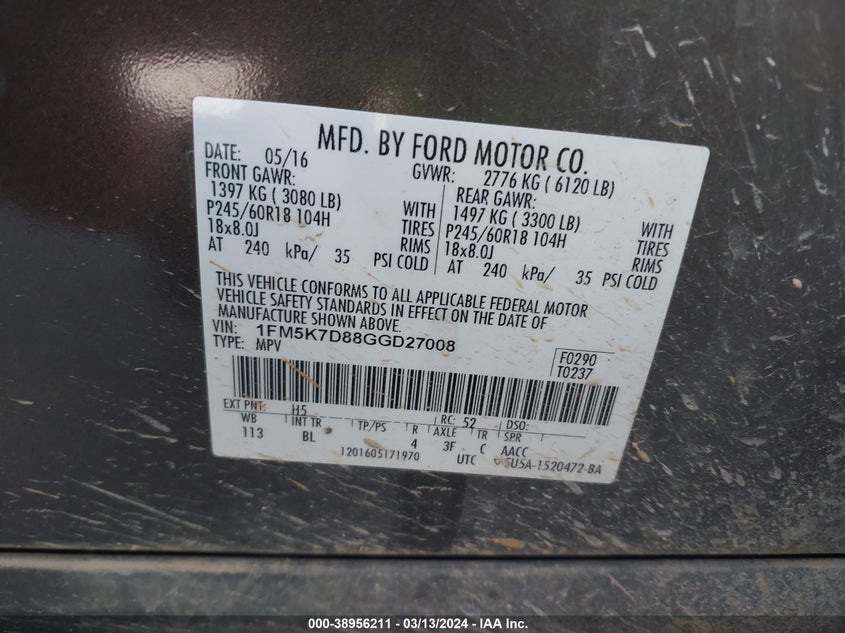 MFD. BY FORD MOTOR CO.
DATE: 05/16 GVWR: 2776 KG ( 6120 LB)
FRONT GAWR: REAR GAWR:
1397 KG ( 3080 LB) WITH 1497 KG ( 3300 LB) WITH
P245/60R18 104H TIRES P245/60R18 104H TIRES
18x8.0J RIMS 18x8.0J RIMS
AT 240 kPa/ 35 PSI COLD AT 240 kPa/ 35 PSI COLD
THIS VEHICLE CONFORMS TO ALL APPLICABLE FEDERAL MOTOR
VEHICLE SAFETY STANDARDS IN EFFECT ON THE DATE OF
MANUFACTURE SHOWN ABOVE.
VIN: 1FM5K7D88GGD27008
TYPE: MPV
F0290
T0237
EXT PNT: H5 RC: 52 DSO:
WB INT TR TP/PS R AXLE TR SPR
113 BL 4 3F C AACC
1201605171970 UTC 5U5A-1520472-BA
000-38956211 - 03/13/2024 - IAA Inc.